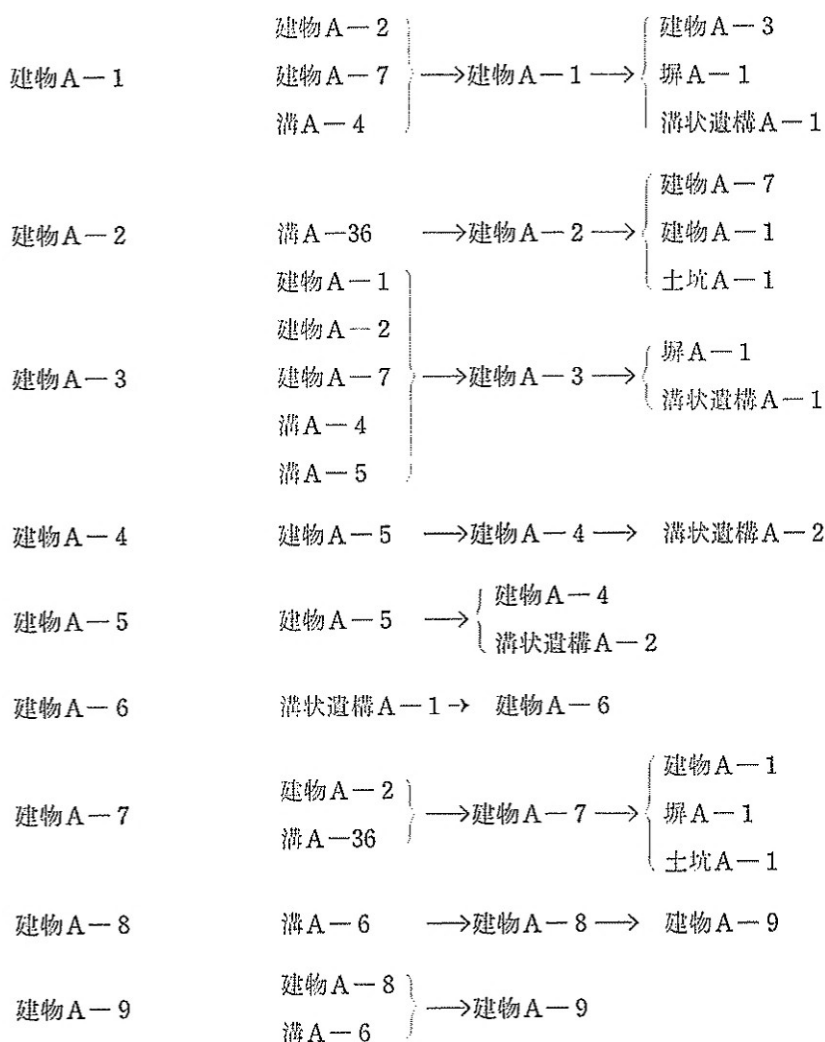 建物A－2
建物A－1 建物A－7 ⟶建物A－1⟶ 建物A－3
溝A－4 塀A－1
溝状遺構A－1
建物A－7
建物A－2 溝A－36 ⟶建物A－2⟶ 建物A－1
土坑A－1
建物A－1
建物A－2
建物A－3 建物A－7 ⟶建物A－3⟶ 塀A－1
溝A－4 溝状遺構A－1
溝A－5
建物A－4 建物A－5 ⟶建物A－4⟶ 溝状遺構A－2
建物A－5 建物A－5 ⟶ 建物A－4
溝状遺構A－2
建物A－6 溝状遺構A－1→ 建物A－6
建物A－1
建物A－7 建物A－2 ⟶建物A－7⟶ 塀A－1
溝A－36 土坑A－1
建物A－8 溝A－6 ⟶建物A－8⟶ 建物A－9
建物A－9 建物A－8 ⟶建物A－9
溝A－6